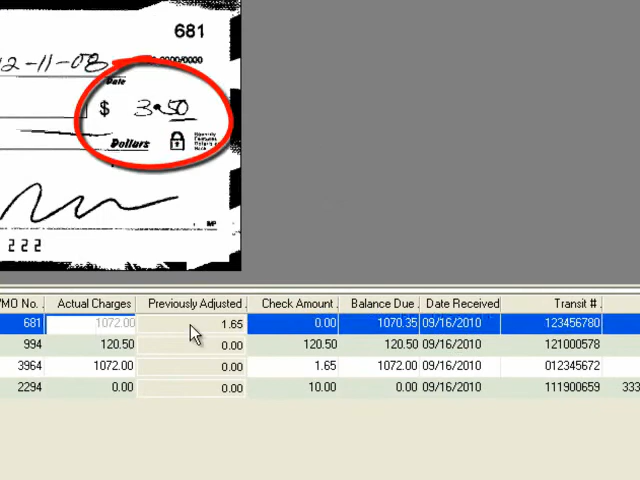 681
12-11-08 0000/0000
Date
$ 3.50
Dollars
222 MP
/MO No. Actual Charges Previously Adjusted Check Amount Balance Due Date Received Transit #
681 1072.00 1.65 0.00 1070.35 09/16/2010 123456780
994 120.50 0.00 120.50 120.50 09/16/2010 121000578
3964 1072.00 0.00 1.65 1072.00 09/16/2010 012345672
2294 0.00 0.00 10.00 0.00 09/16/2010 111900659 333